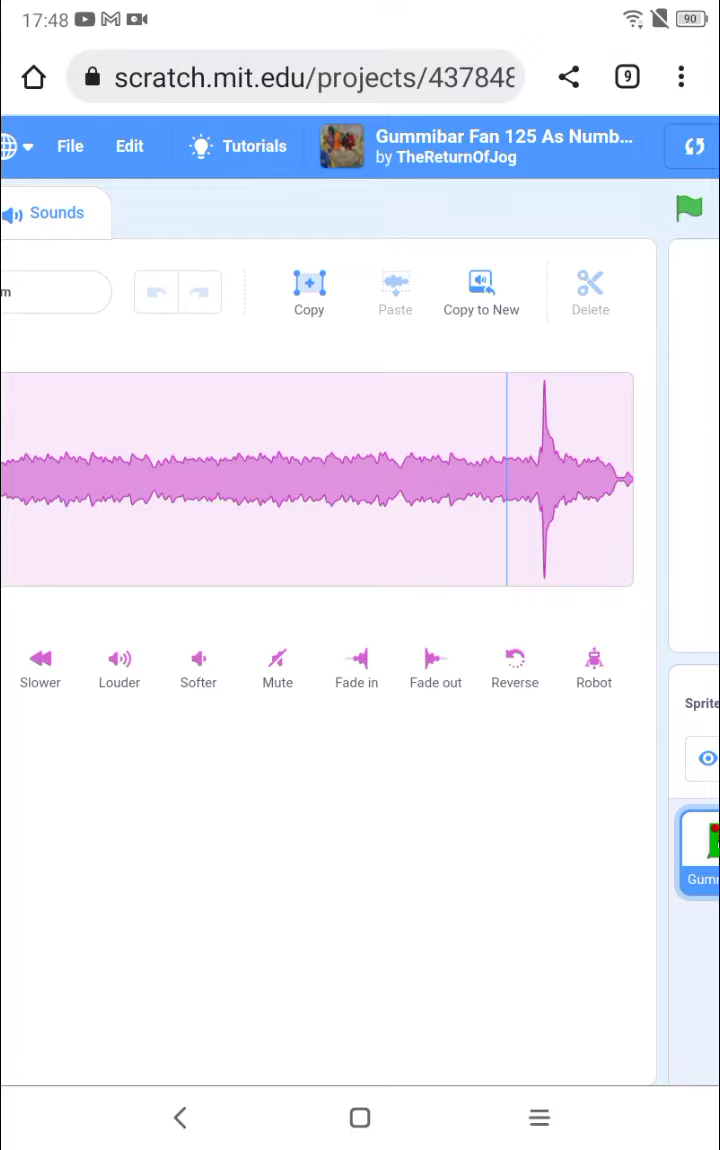 17:48
90
scratch.mit.edu/projects/437848
9
File Edit Tutorials Gummibar Fan 125 As Numb...
by TheReturnOfJog
Sounds
m
Copy Paste Copy to New Delete
Slower Louder Softer Mute Fade in Fade out Reverse Robot
Sprite
Gumm